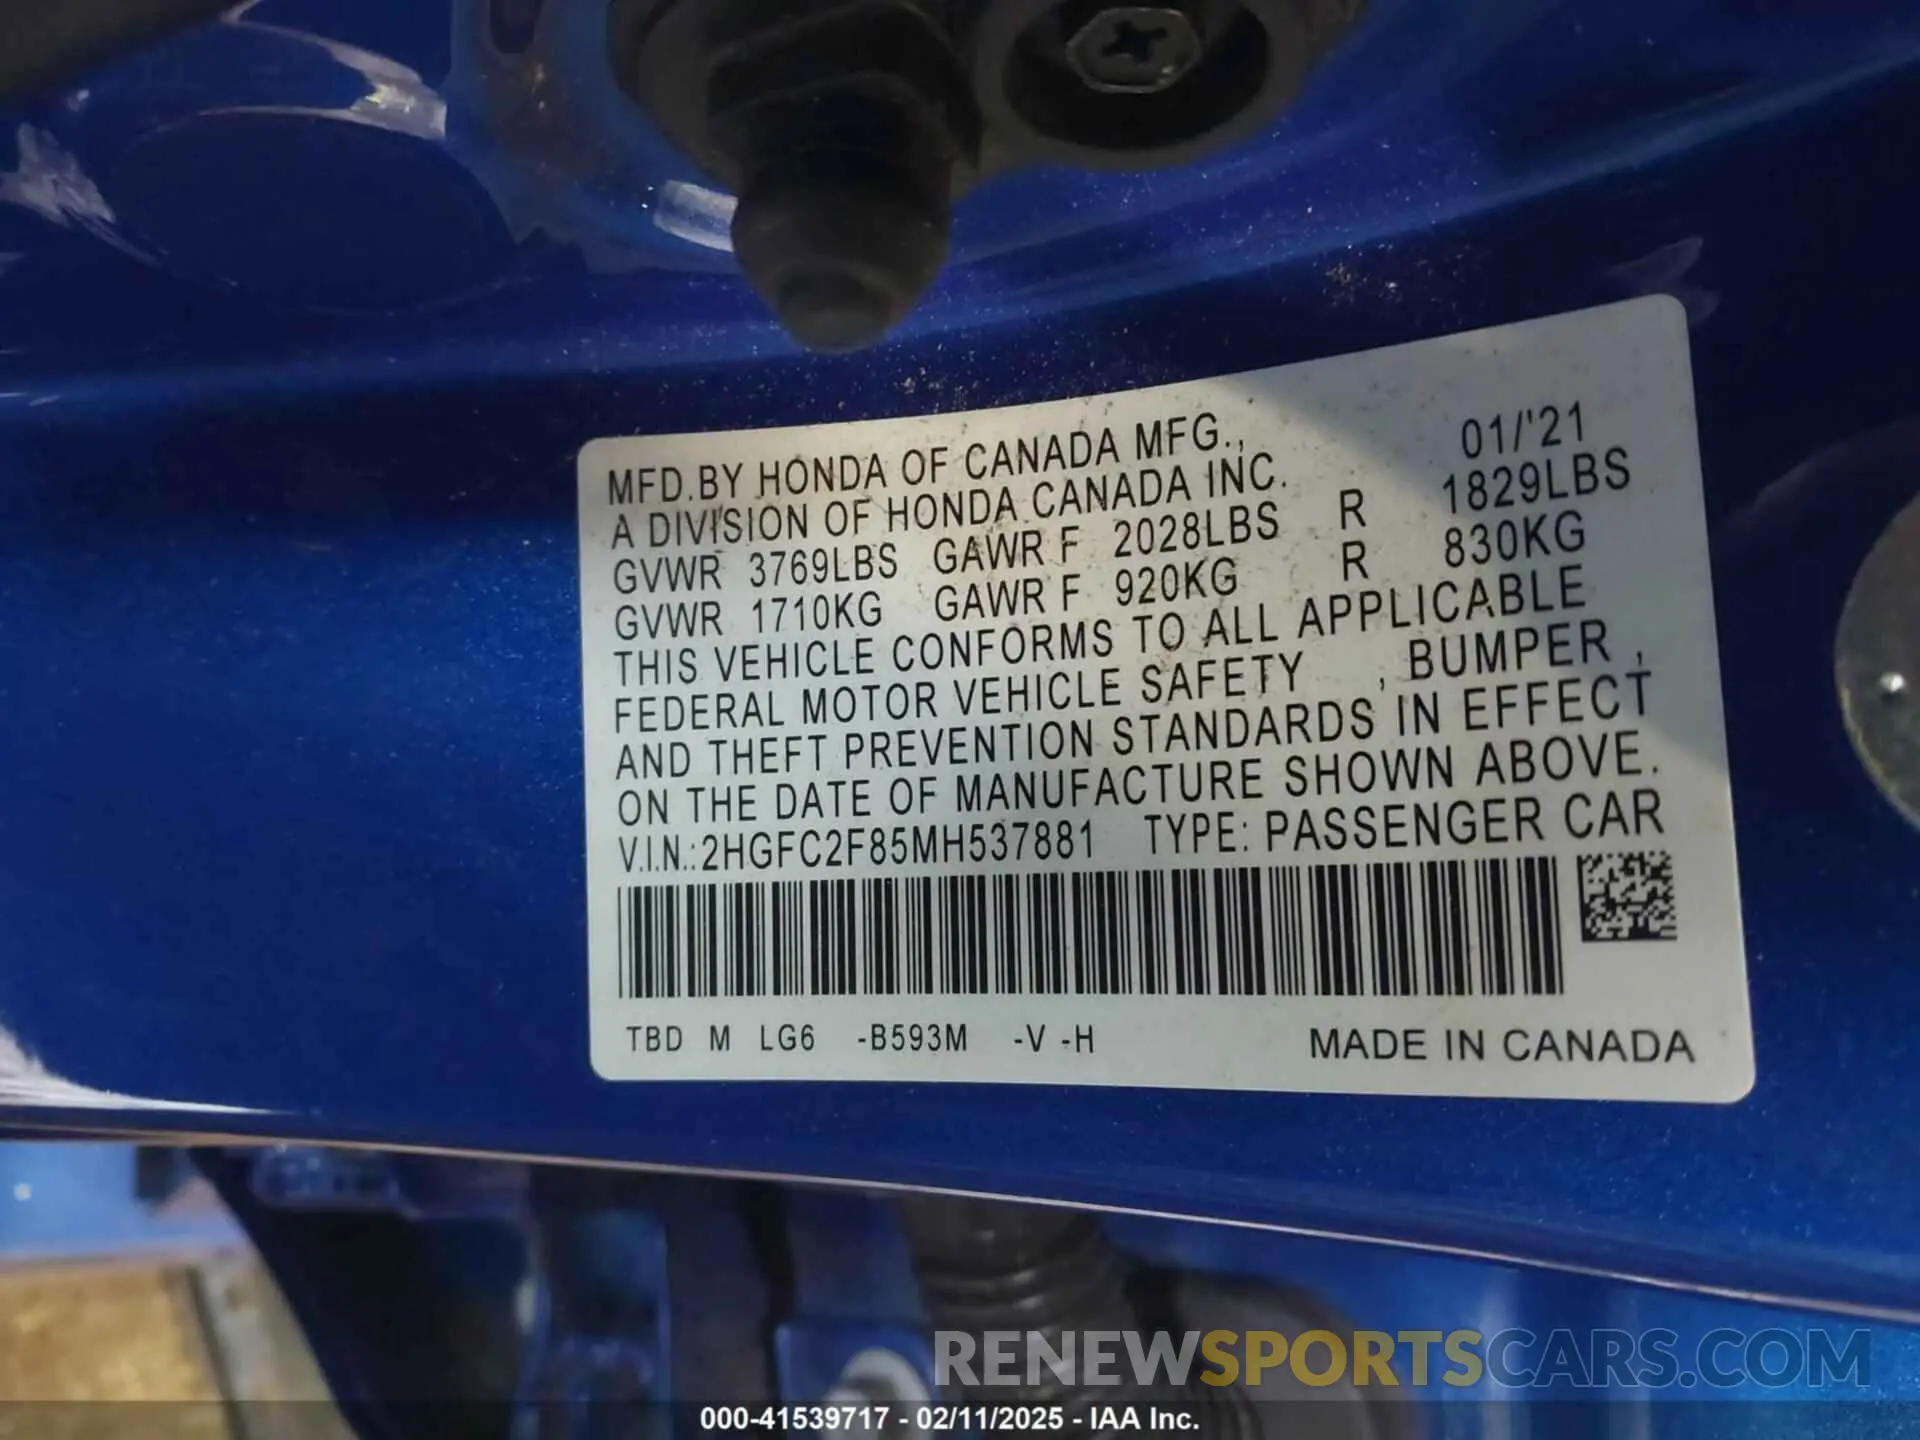 MFD.BY HONDA OF CANADA MFG., 01/'21
A DIVISION OF HONDA CANADA INC.
GVWR 3769LBS GAWR F 2028LBS R 1829LBS
GVWR 1710KG GAWR F 920KG R 830KG
THIS VEHICLE CONFORMS TO ALL APPLICABLE
FEDERAL MOTOR VEHICLE SAFETY , BUMPER ,
AND THEFT PREVENTION STANDARDS IN EFFECT
ON THE DATE OF MANUFACTURE SHOWN ABOVE.
V.I.N.:2HGFC2F85MH537881 TYPE: PASSENGER CAR
TBD M LG6 -B593M -V -H MADE IN CANADA
RENEWSPORTSCARS.COM
000-41539717 - 02/11/2025 - IAA Inc.